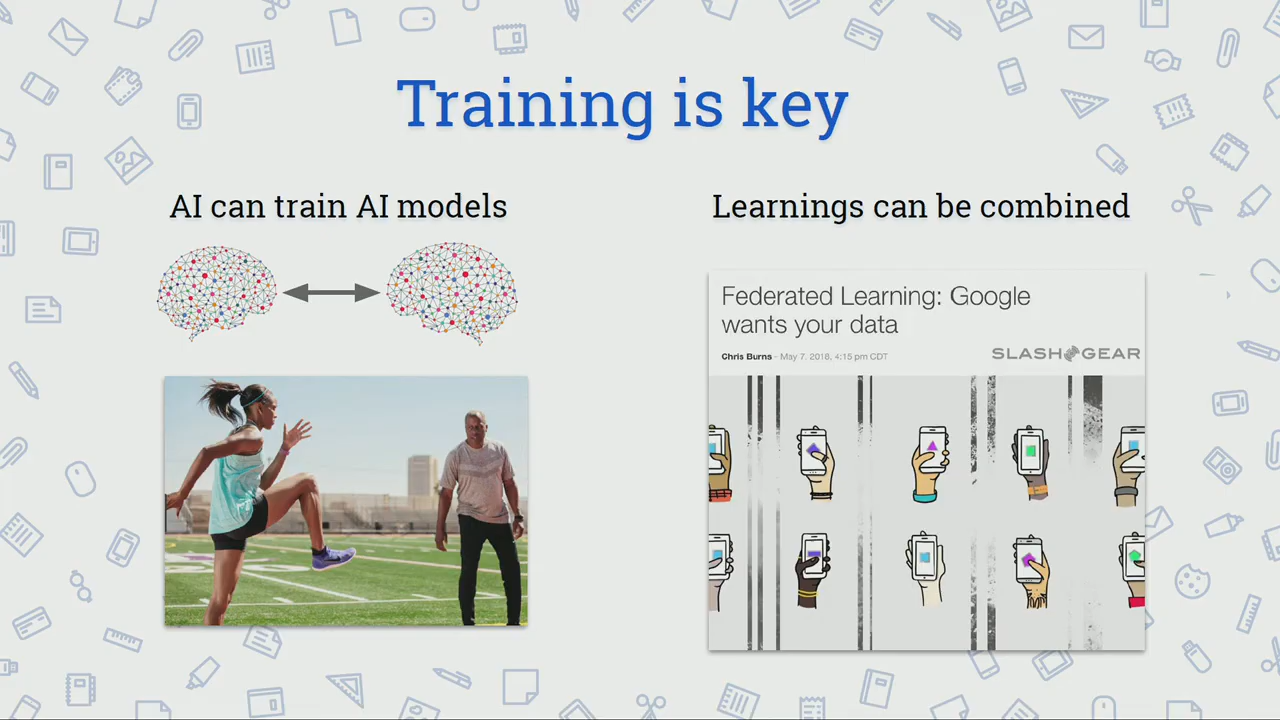 Training is key
AI can train AI models
Learnings can be combined
Federated Learning: Google
wants your data
Chris Burns - May 7, 2018, 4:15 pm CDT
SLASHGEAR